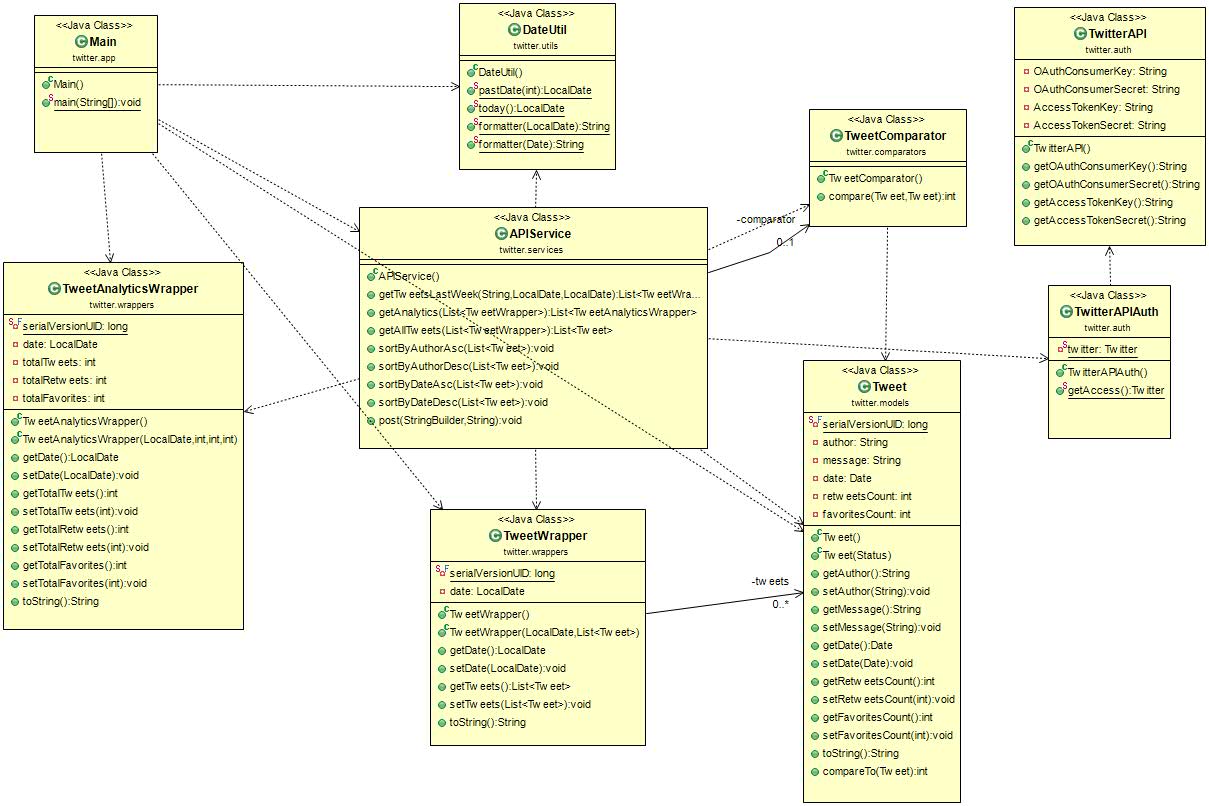 <<Java Class>>
Main
twitter.app
Main()
main(String[]):void
<<Java Class>>
DateUtil
twitter.utils
DateUtil()
pastDate(int):LocalDate
today():LocalDate
formatter(LocalDate):String
formatter(Date):String
<<Java Class>>
TwitterAPI
twitter.auth
OAuthConsumerKey: String
OAuthConsumerSecret: String
AccessTokenKey: String
AccessTokenSecret: String
TwitterAPI()
getOAuthConsumerKey():String
getOAuthConsumerSecret():String
getAccessTokenKey():String
getAccessTokenSecret():String
<<Java Class>>
TweetComparator
twitter.comparators
TweetComparator()
compare(Tweet,Tweet):int
-comparator
0..1
<<Java Class>>
APIService
twitter.services
APIService()
getTweetsLastWeek(String,LocalDate,LocalDate):List<TweetWra...
getAnalytics(List<TweetWrapper>):List<TweetAnalyticsWrapper>
getAllTweets(List<TweetWrapper>):List<Tweet>
sortByAuthorAsc(List<Tweet>):void
sortByAuthorDesc(List<Tweet>):void
sortByDateAsc(List<Tweet>):void
sortByDateDesc(List<Tweet>):void
post(StringBuilder,String):void
<<Java Class>>
TweetAnalyticsWrapper
twitter.wrappers
serialVersionUID: long
date: LocalDate
totalTweets: int
totalRetweets: int
totalFavorites: int
TweetAnalyticsWrapper()
TweetAnalyticsWrapper(LocalDate,int,int,int)
getDate():LocalDate
setDate(LocalDate):void
getTotalTweets():int
setTotalTweets(int):void
getTotalRetweets():int
setTotalRetweets(int):void
getTotalFavorites():int
setTotalFavorites(int):void
toString():String
<<Java Class>>
TwitterAPIAuth
twitter.auth
twitter: Twitter
TwitterAPIAuth()
getAccess():Twitter
<<Java Class>>
Tweet
twitter.models
serialVersionUID: long
author: String
message: String
date: Date
retweetsCount: int
favoritesCount: int
Tweet()
Tweet(Status)
getAuthor():String
setAuthor(String):void
getMessage():String
setMessage(String):void
getDate():Date
setDate(Date):void
getRetweetsCount():int
setRetweetsCount(int):void
getFavoritesCount():int
setFavoritesCount(int):void
toString():String
compareTo(Tweet):int
<<Java Class>>
TweetWrapper
twitter.wrappers
serialVersionUID: long
date: LocalDate
TweetWrapper()
TweetWrapper(LocalDate,List<Tweet>)
getDate():LocalDate
setDate(LocalDate):void
getTweets():List<Tweet>
setTweets(List<Tweet>):void
toString():String
-tweets
0..*